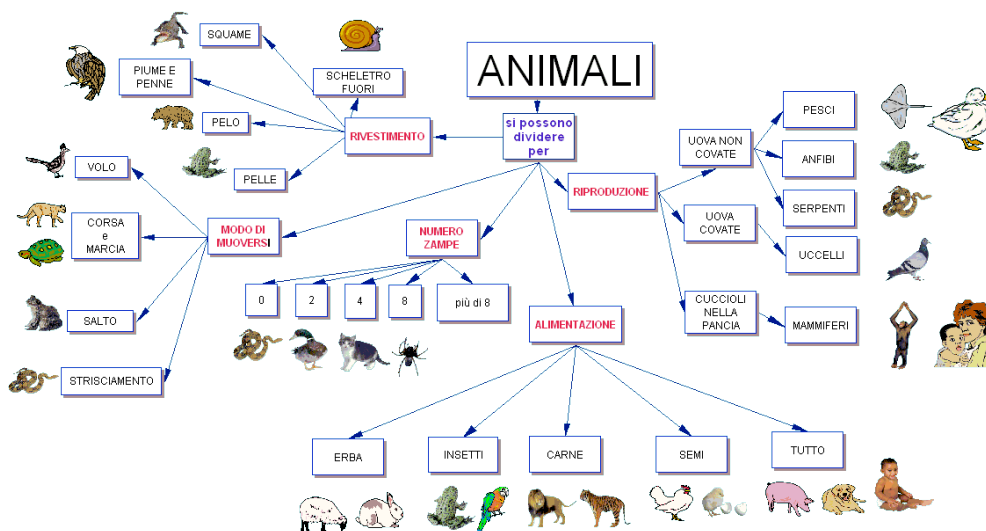 ANIMALI
si possono
dividere
per
RIVESTIMENTO
SQUAME
PIUME E
PENNE
SCHELETRO
FUORI
PELO
PELLE
MODO DI
MUOVERSI
VOLO
CORSA
e
MARCIA
SALTO
STRISCIAMENTO
NUMERO
ZAMPE
0
2
4
8
più di 8
ALIMENTAZIONE
ERBA
INSETTI
CARNE
SEMI
TUTTO
RIPRODUZIONE
UOVA NON
COVATE
PESCI
ANFIBI
SERPENTI
UOVA
COVATE
UCCELLI
CUCCIOLI
NELLA
PANCIA
MAMMIFERI